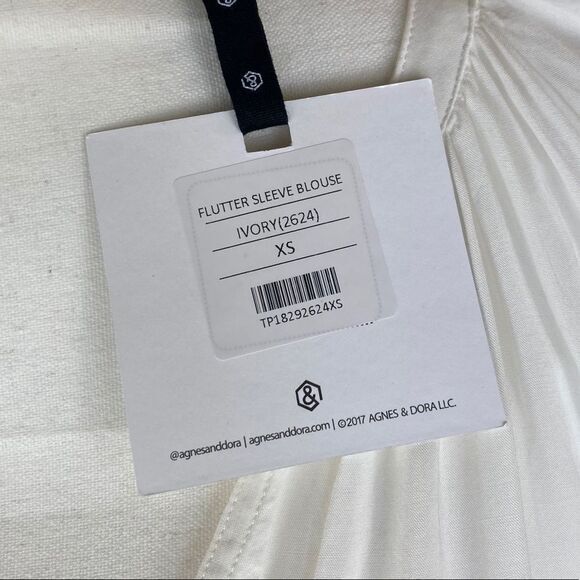 FLUTTER SLEEVE BLOUSE
IVORY(2624)
XS
TP18292624XS
&
@agnesanddora | agnesanddora.com | ©2017 AGNES & DORA LLC.